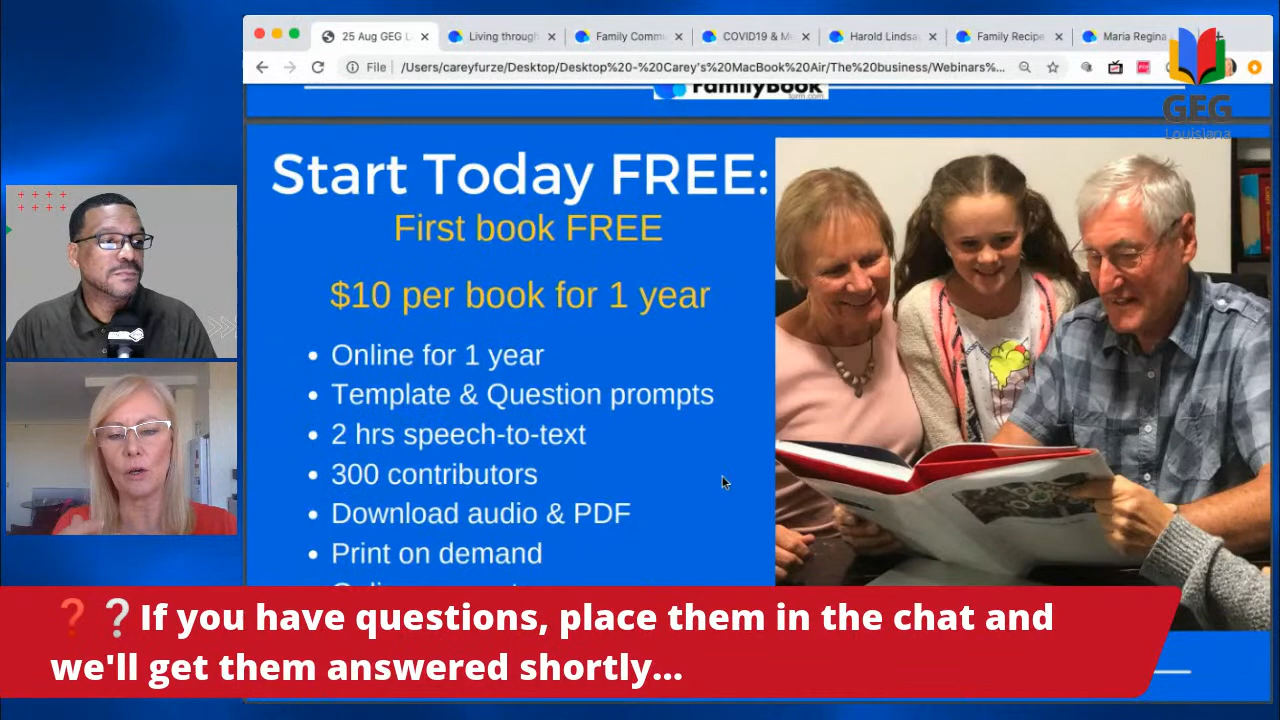 25 Aug GEG L
Living through
Family Comm
COVID19 & M
Harold Lindsa
Family Recipe
Maria Regina
File
/Users/careyfurze/Desktop/Desktop%20-%20Carey's%20MacBook%20Air/The%20business/Webinars%...
FamilyBook
form.com
GEG
Louisiana
Start Today FREE:
First book FREE
$10 per book for 1 year
• Online for 1 year
• Template & Question prompts
• 2 hrs speech-to-text
• 300 contributors
• Download audio & PDF
• Print on demand
❓❔If you have questions, place them in the chat and
we'll get them answered shortly...